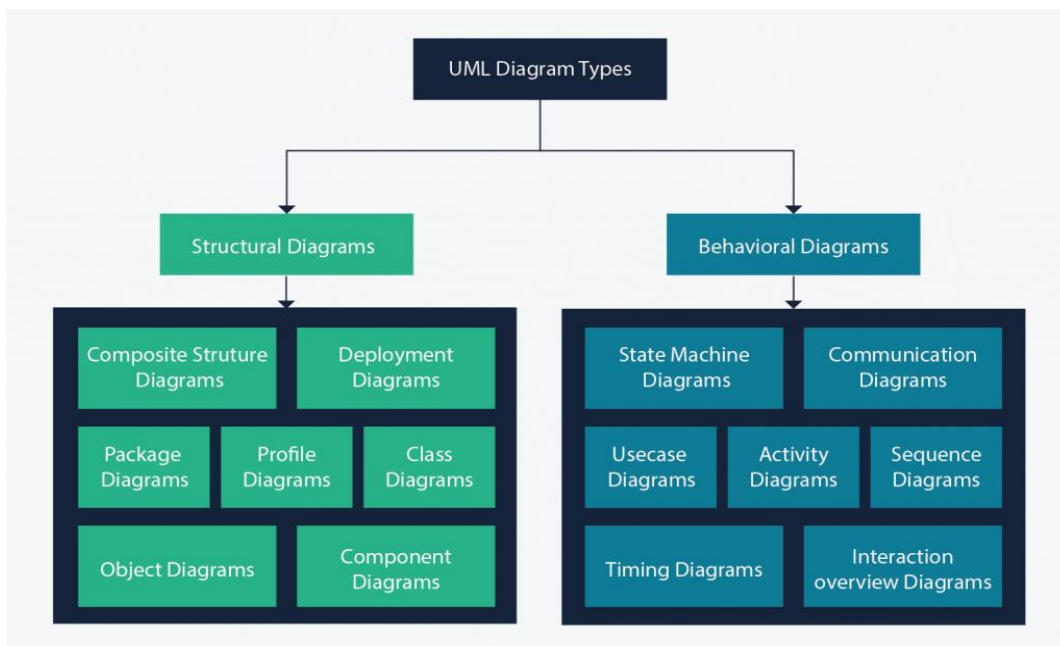 UML Diagram Types
Structural Diagrams
Behavioral Diagrams
Composite Struture
Diagrams
Deployment
Diagrams
Package
Diagrams
Profile
Diagrams
Class
Diagrams
Object Diagrams
Component
Diagrams
State Machine
Diagrams
Communication
Diagrams
Usecase
Diagrams
Activity
Diagrams
Sequence
Diagrams
Timing Diagrams
Interaction
overview Diagrams